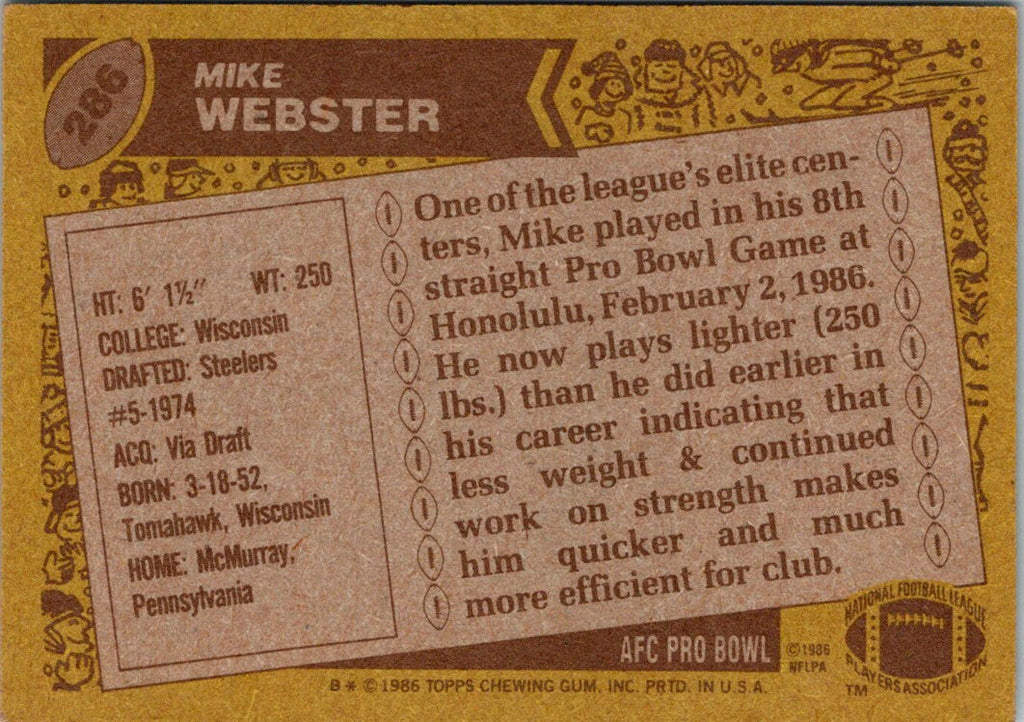 286
MIKE
WEBSTER
HT: 6' 1½" WT: 250
COLLEGE: Wisconsin
DRAFTED: Steelers
#5-1974
ACQ: Via Draft
BORN: 3-18-52,
Tomahawk, Wisconsin
HOME: McMurray,
Pennsylvania
One of the league's elite cen-
ters, Mike played in his 8th
straight Pro Bowl Game at
Honolulu, February 2, 1986.
He now plays lighter (250
lbs.) than he did earlier in
his career indicating that
less weight & continued
work on strength makes
him quicker and much
more efficient for club.
AFC PRO BOWL
©1986
NFLPA
NATIONAL FOOTBALL LEAGUE
PLAYERS ASSOCIATION
TM
B * © 1986 TOPPS CHEWING GUM, INC. PRTD. IN U.S.A.